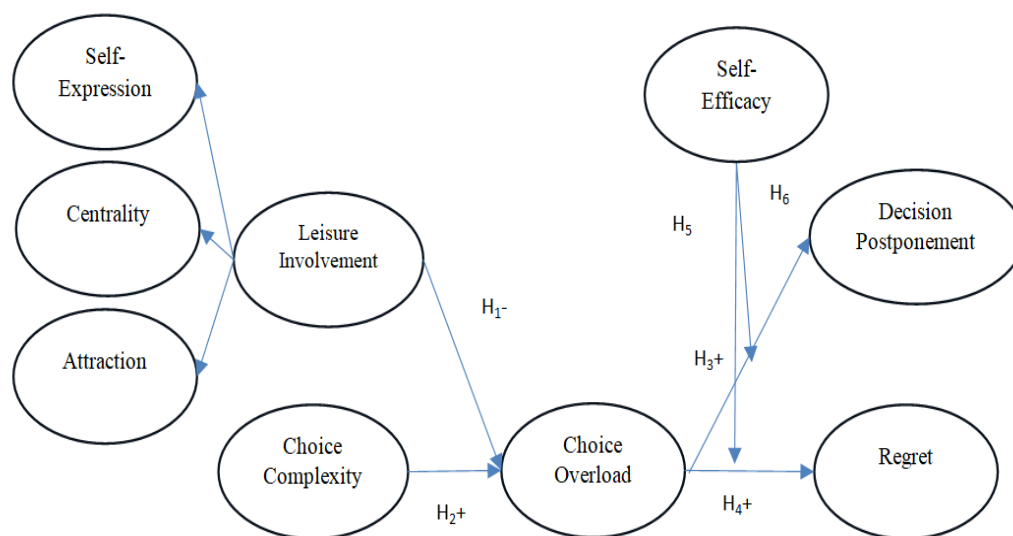 Self-
Expression
Centrality
Attraction
Leisure
Involvement
Choice
Complexity
H₁-
H₂+
Choice
Overload
Self-
Efficacy
H₅
H₆
H₃+
H₄+
Decision
Postponement
Regret